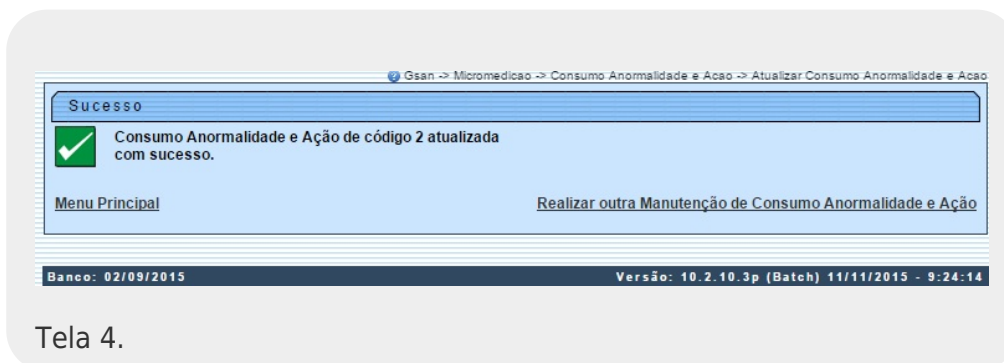 Gsan -> Micromedicao -> Consumo Anormalidade e Acao -> Atualizar Consumo Anormalidade e Acao
Sucesso
Consumo Anormalidade e Ação de código 2 atualizada
com sucesso.
Menu Principal
Realizar outra Manutenção de Consumo Anormalidade e Ação
Banco: 02/09/2015
Versão: 10.2.10.3p (Batch) 11/11/2015 - 9:24:14
Tela 4.